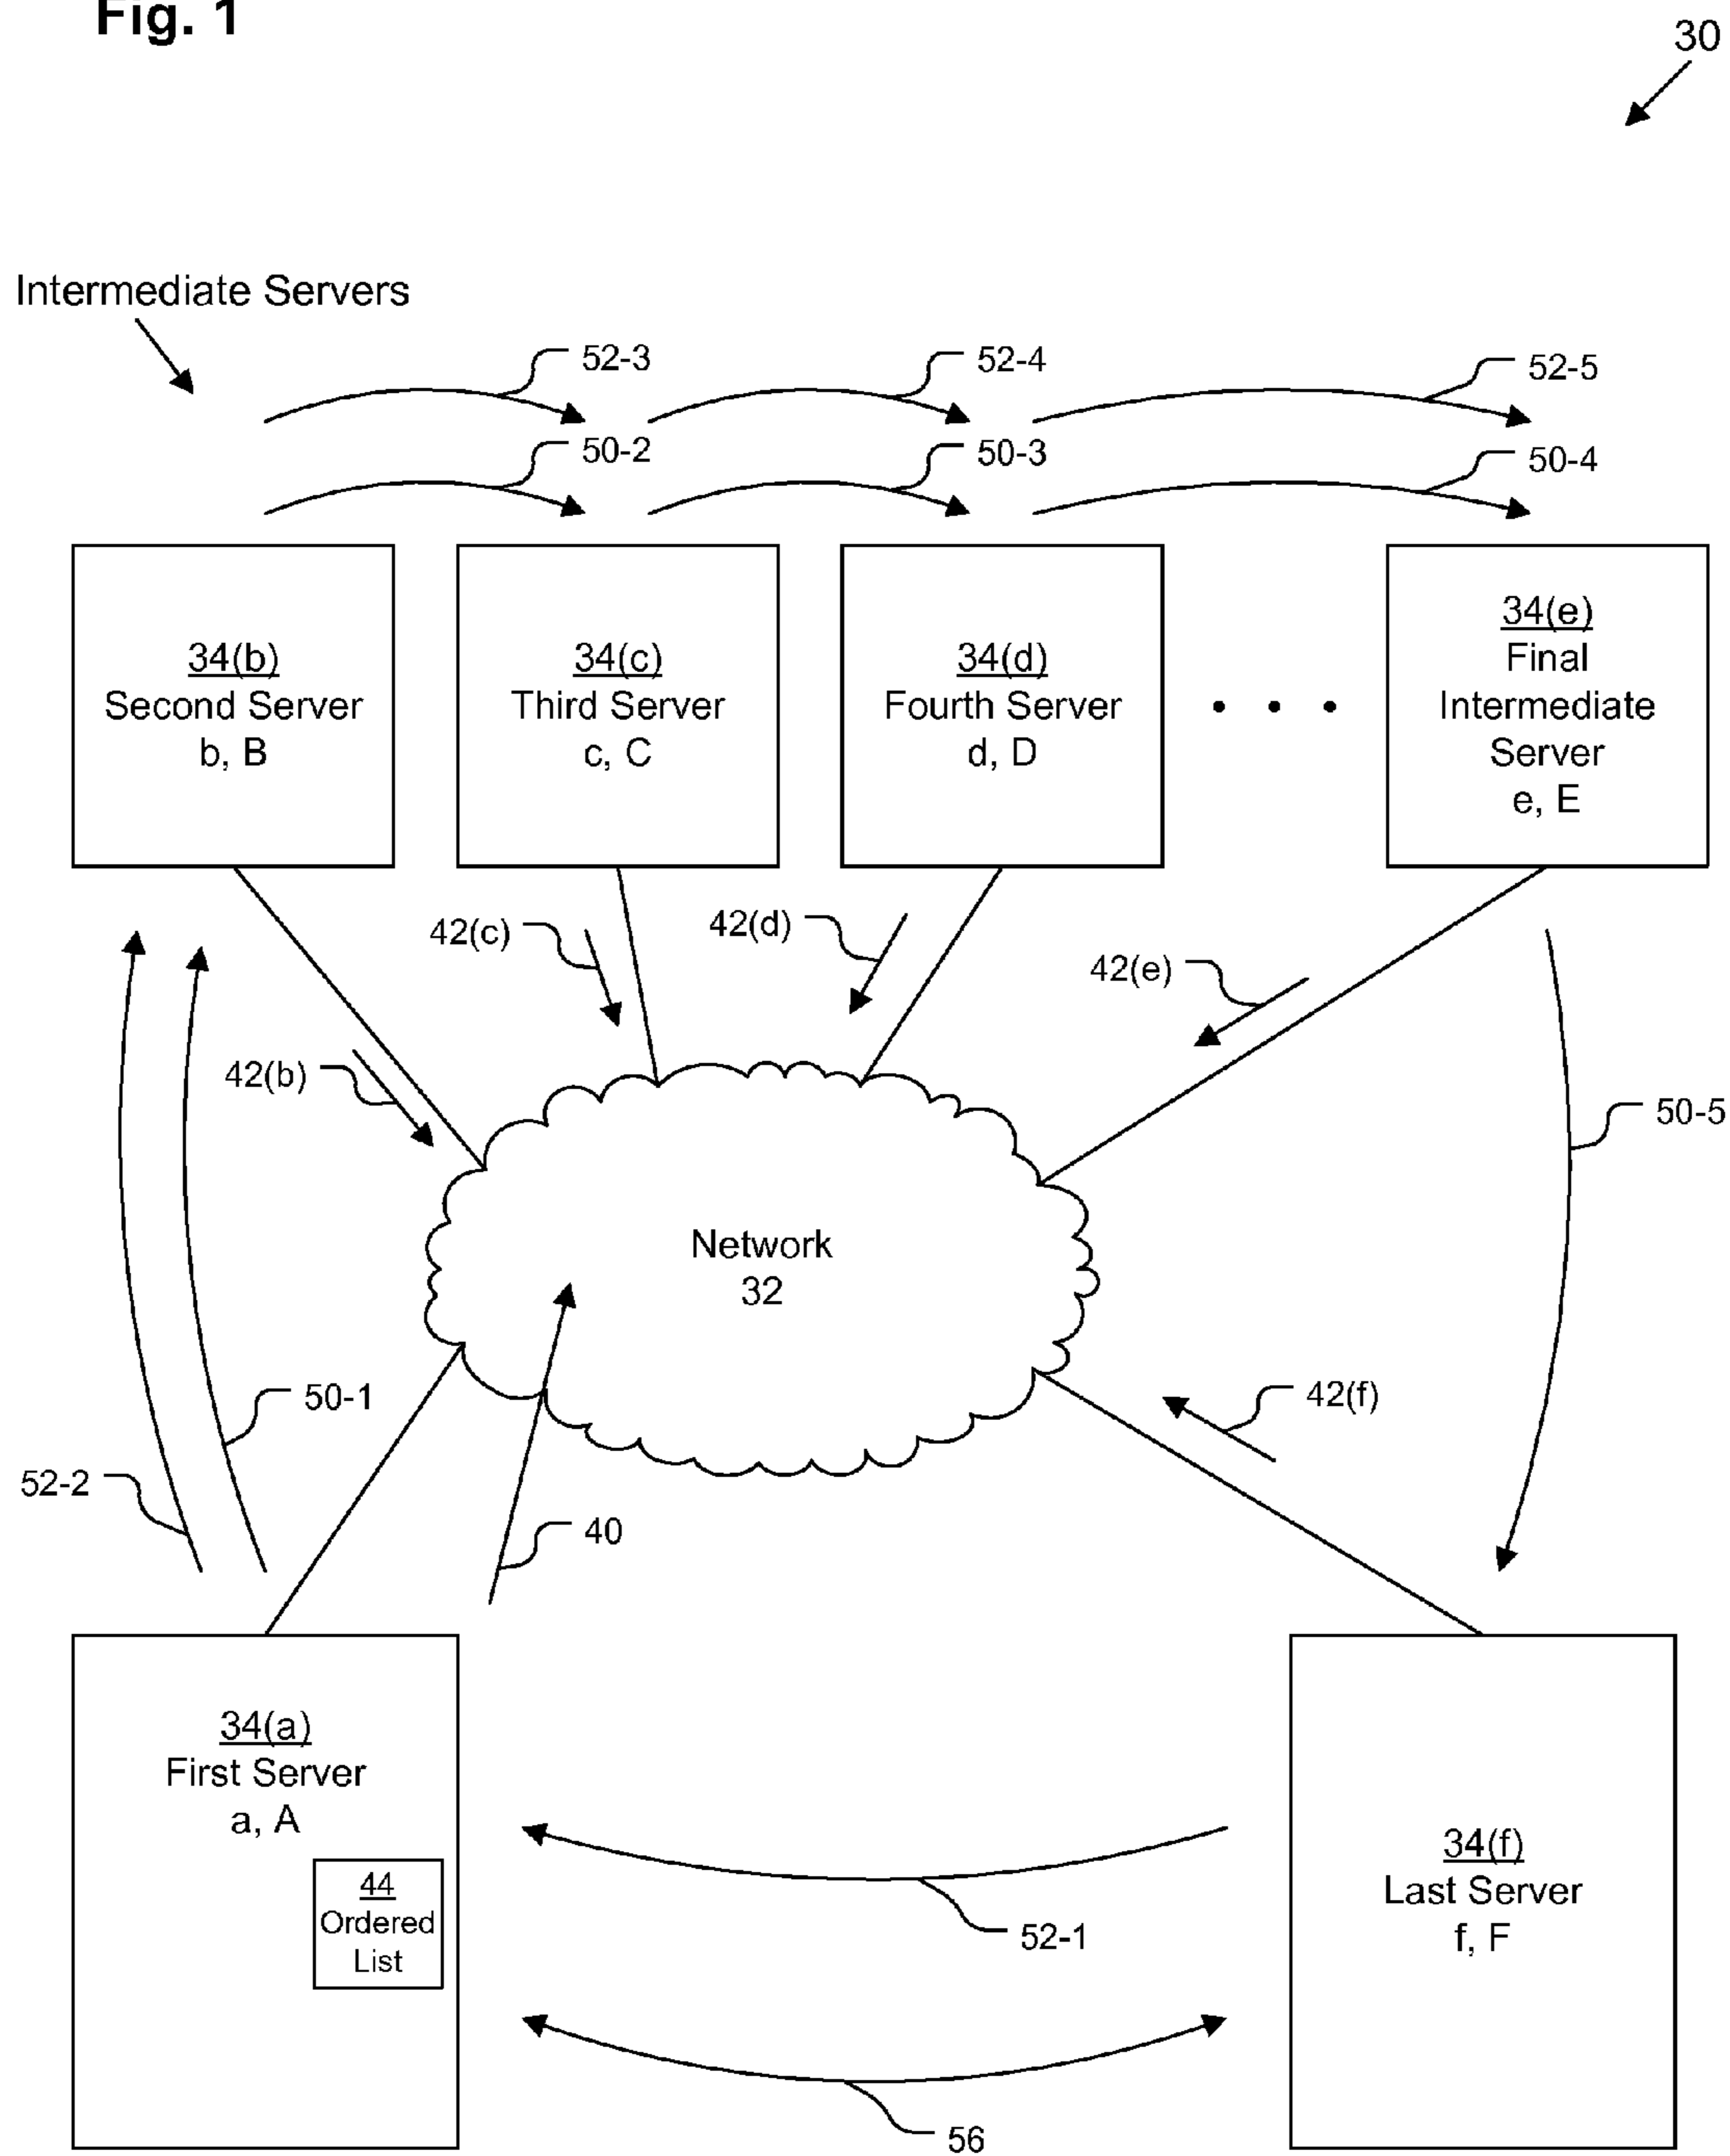 Fig. 1
30
Intermediate Servers
52-3
52-4
52-5
50-2
50-3
50-4
34(b)
Second Server
b, B
34(c)
Third Server
c, C
34(d)
Fourth Server
d, D
• • •
34(e)
Final
Intermediate
Server
e, E
42(c)
42(d)
42(e)
42(b)
50-5
Network
32
50-1
42(f)
52-2
40
34(a)
First Server
a, A
44
Ordered
List
34(f)
Last Server
f, F
52-1
56